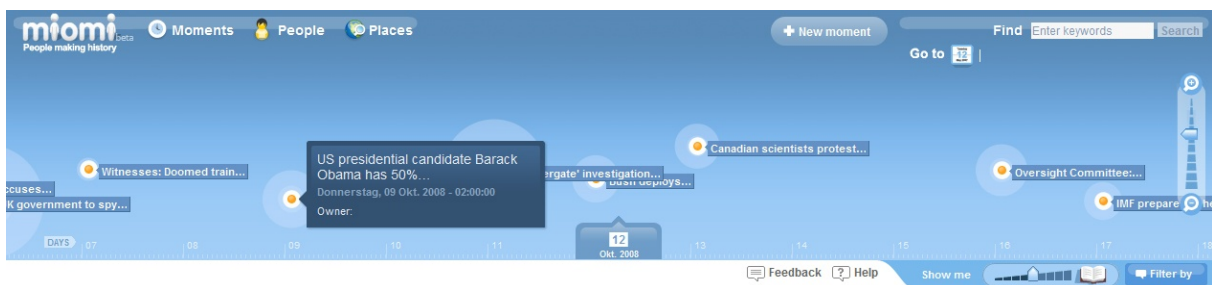 miomi beta
People making history
Moments People Places
New moment
Find Enter keywords Search
Go to 12
US presidential candidate Barack
Obama has 50%...
Donnerstag, 09 Okt. 2008 - 02:00:00
Owner:
Canadian scientists protest...
Witnesses: Doomed train...
ergate' investigation...
Bush deploys...
Oversight Committee:...
ccuses...
K government to spy...
IMF prepare
DAYS 07 08 09 10 11 12 13 14 15 16 17 18
Okt. 2008
Feedback ? Help Show me Filter by